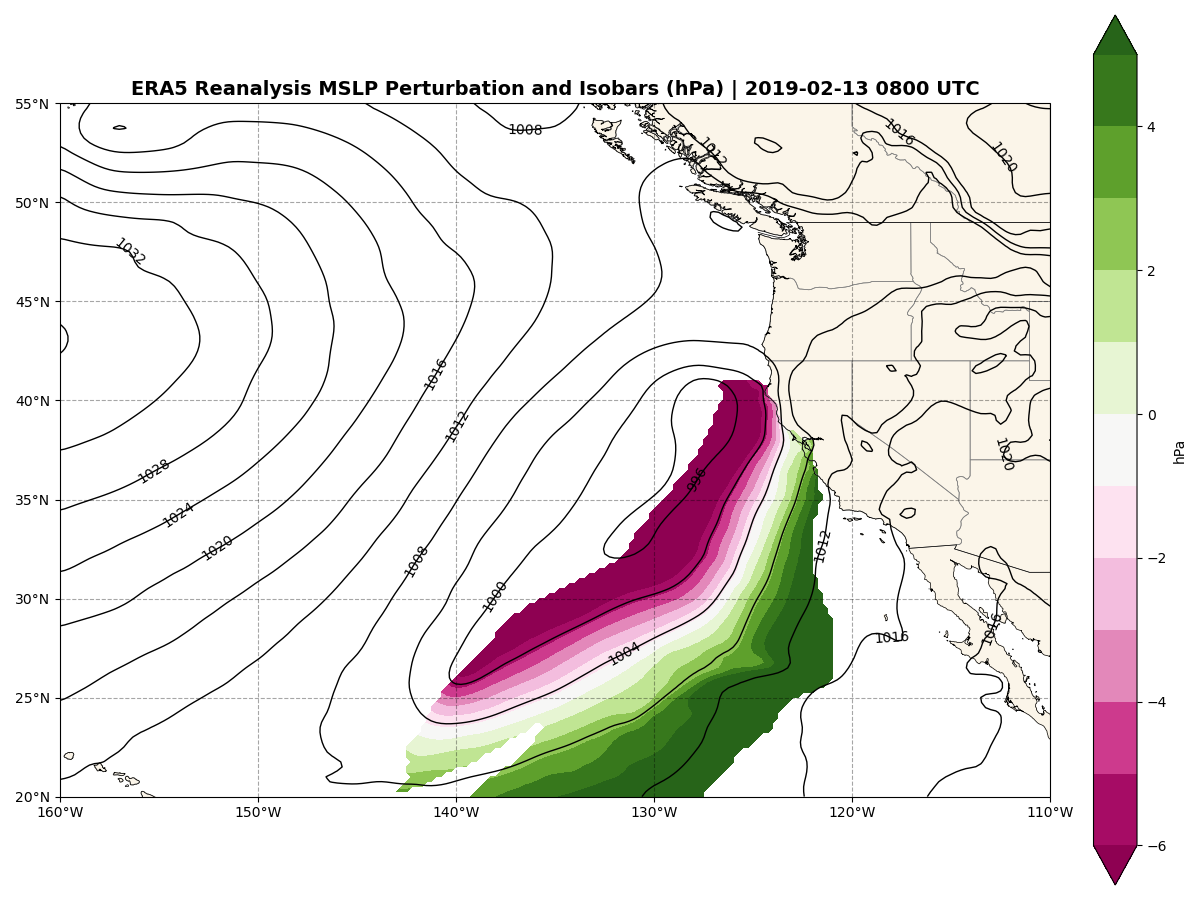 ERA5 Reanalysis MSLP Perturbation and Isobars (hPa) | 2019-02-13 0800 UTC
55°N
50°N
45°N
40°N
35°N
30°N
25°N
20°N
160°W
150°W
140°W
130°W
120°W
110°W
1008
1012
1016
1020
1032
1016
1012
1028
1024
1020
1008
1000
996
1004
1012
1016
1016
1020
4
2
0
−2
−4
−6
hPa